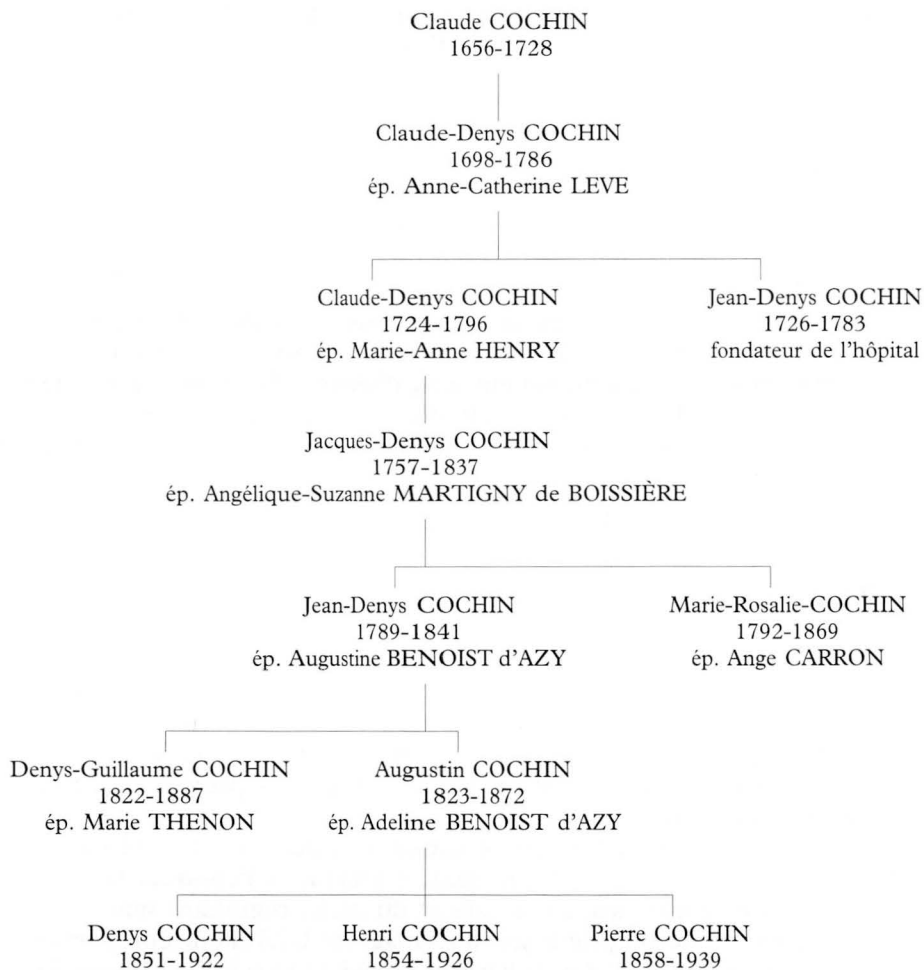 Claude COCHIN
1656-1728
Claude-Denys COCHIN
1698-1786
ép. Anne-Catherine LEVE
Claude-Denys COCHIN
1724-1796
ép. Marie-Anne HENRY
Jean-Denys COCHIN
1726-1783
fondateur de l'hôpital
Jacques-Denys COCHIN
1757-1837
ép. Angélique-Suzanne MARTIGNY de BOISSIÈRE
Jean-Denys COCHIN
1789-1841
ép. Augustine BENOIST d'AZY
Marie-Rosalie-COCHIN
1792-1869
ép. Ange CARRON
Denys-Guillaume COCHIN
1822-1887
ép. Marie THENON
Augustin COCHIN
1823-1872
ép. Adeline BENOIST d'AZY
Denys COCHIN
1851-1922
Henri COCHIN
1854-1926
Pierre COCHIN
1858-1939